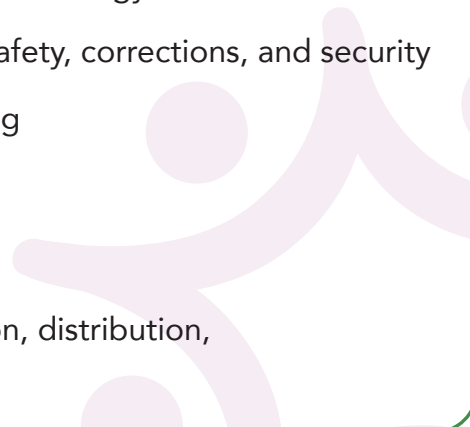 afety, corrections, and security
g
n, distribution,